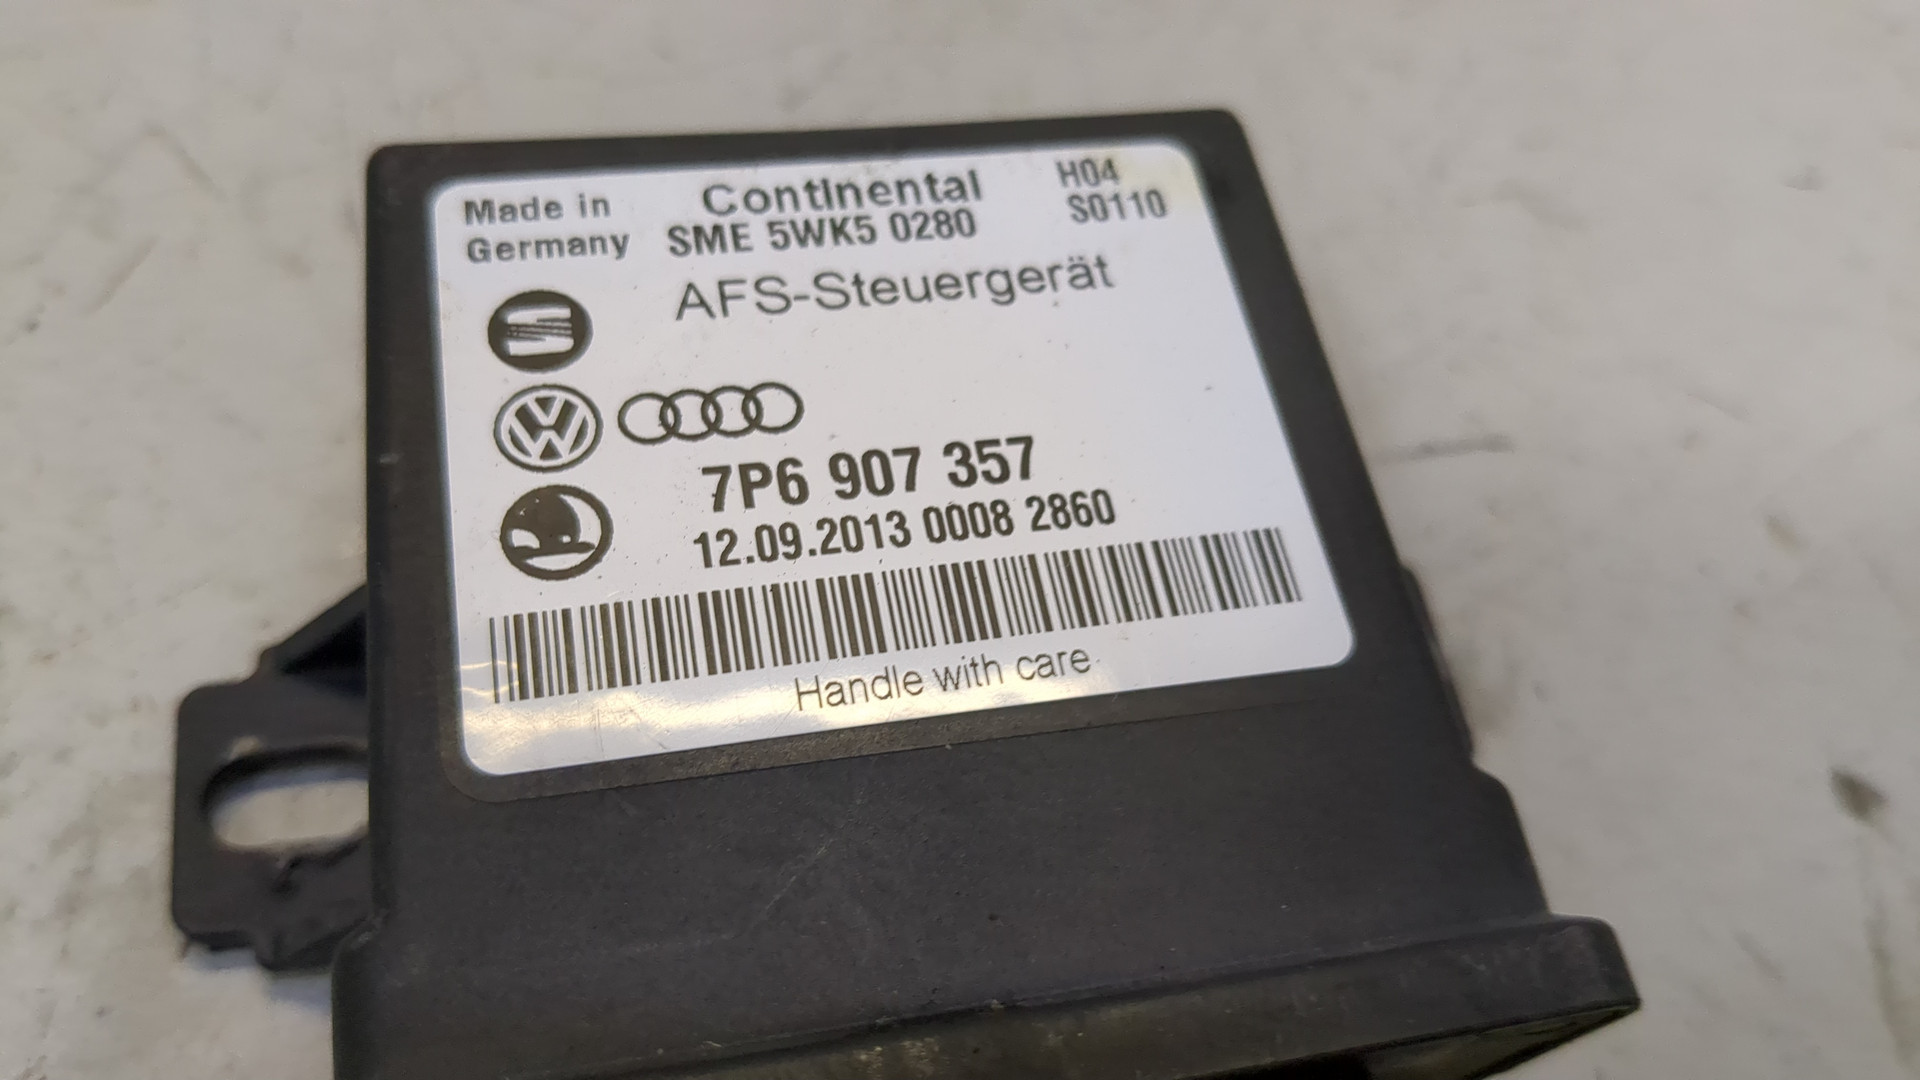 Made in Germany
Continental
SME 5WK5 0280
H04
S0110
AFS-Steuergerät
7P6 907 357
12.09.2013 0008 2860
Handle with care